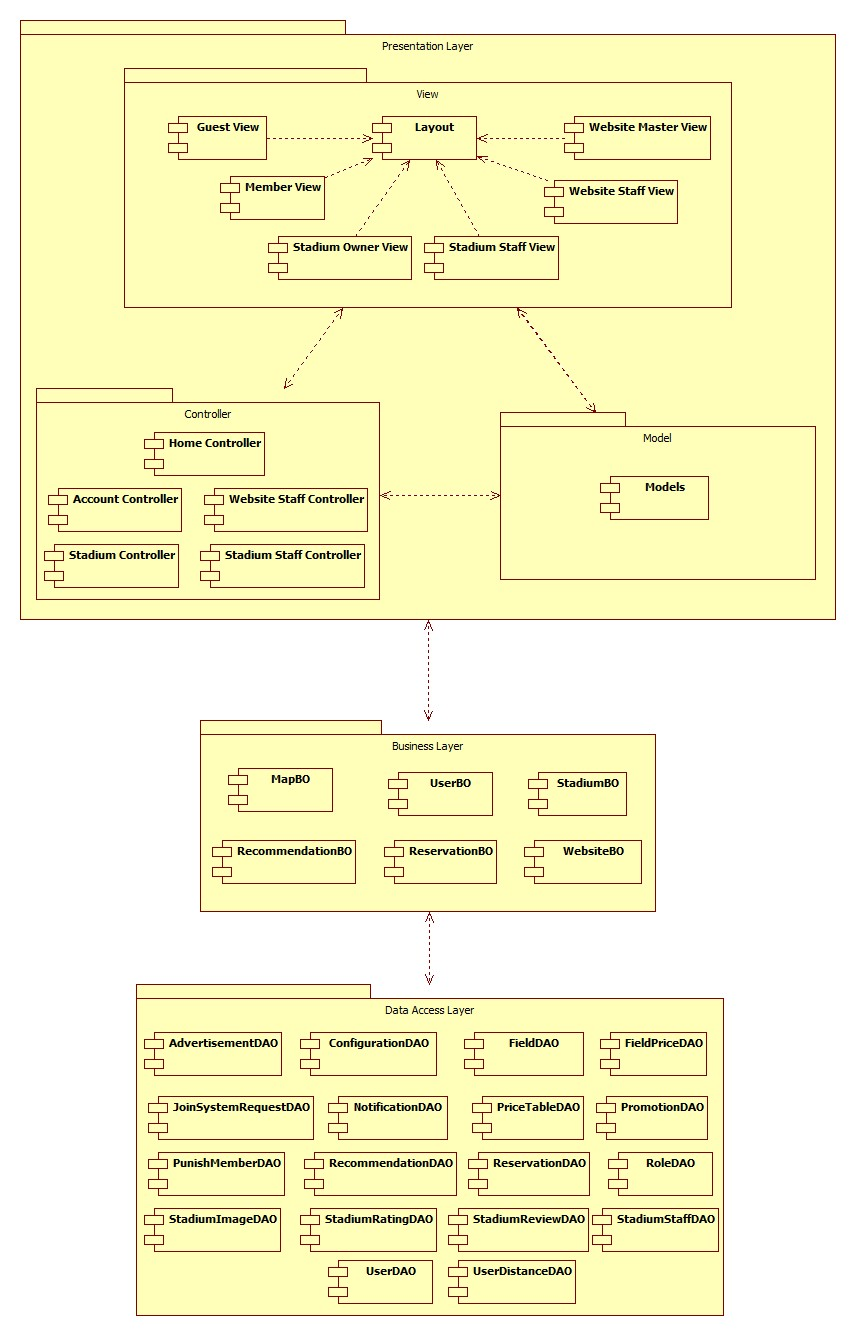 Presentation Layer
View
Guest View
Layout
Website Master View
Member View
Website Staff View
Stadium Owner View
Stadium Staff View
Controller
Home Controller
Account Controller
Website Staff Controller
Stadium Controller
Stadium Staff Controller
Model
Models
Business Layer
MapBO
UserBO
StadiumBO
RecommendationBO
ReservationBO
WebsiteBO
Data Access Layer
AdvertisementDAO
ConfigurationDAO
FieldDAO
FieldPriceDAO
JoinSystemRequestDAO
NotificationDAO
PriceTableDAO
PromotionDAO
PunishMemberDAO
RecommendationDAO
ReservationDAO
RoleDAO
StadiumImageDAO
StadiumRatingDAO
StadiumReviewDAO
StadiumStaffDAO
UserDAO
UserDistanceDAO